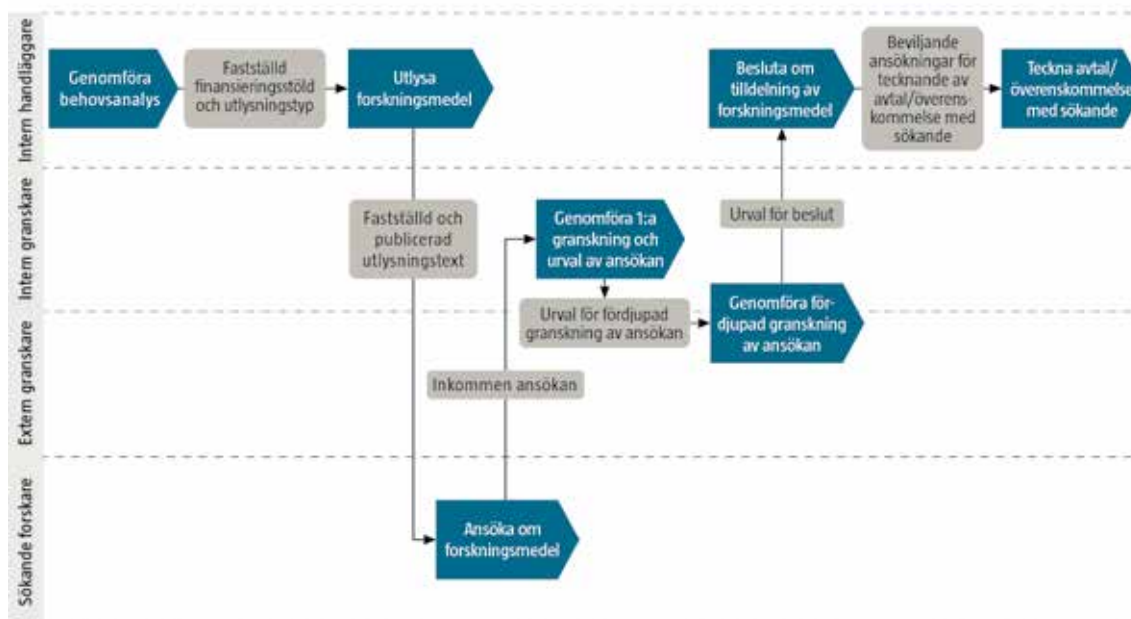 Intern handläggare
Genomföra
behovsanalys
Fastställd
finansieringsstöld
och utlysningstyp
Utlysa
forskningsmedel
Besluta om
tilldelning av
forskningsmedel
Beviljande
ansökningar för
tecknande av
avtal/överens-
kommelse med
sökande
Teckna avtal/
överenskommelse
med sökande
Intern granskare
Fastställd och
publicerad
utlysningstext
Genomföra 1:a
granskning och
urval av ansökan
Urval för beslut
Urval för fördjupad
granskning av ansökan
Genomföra för-
djupad granskning
av ansökan
Extern granskare
Inkommen ansökan
Sökande forskare
Ansöka om
forskningsmedel